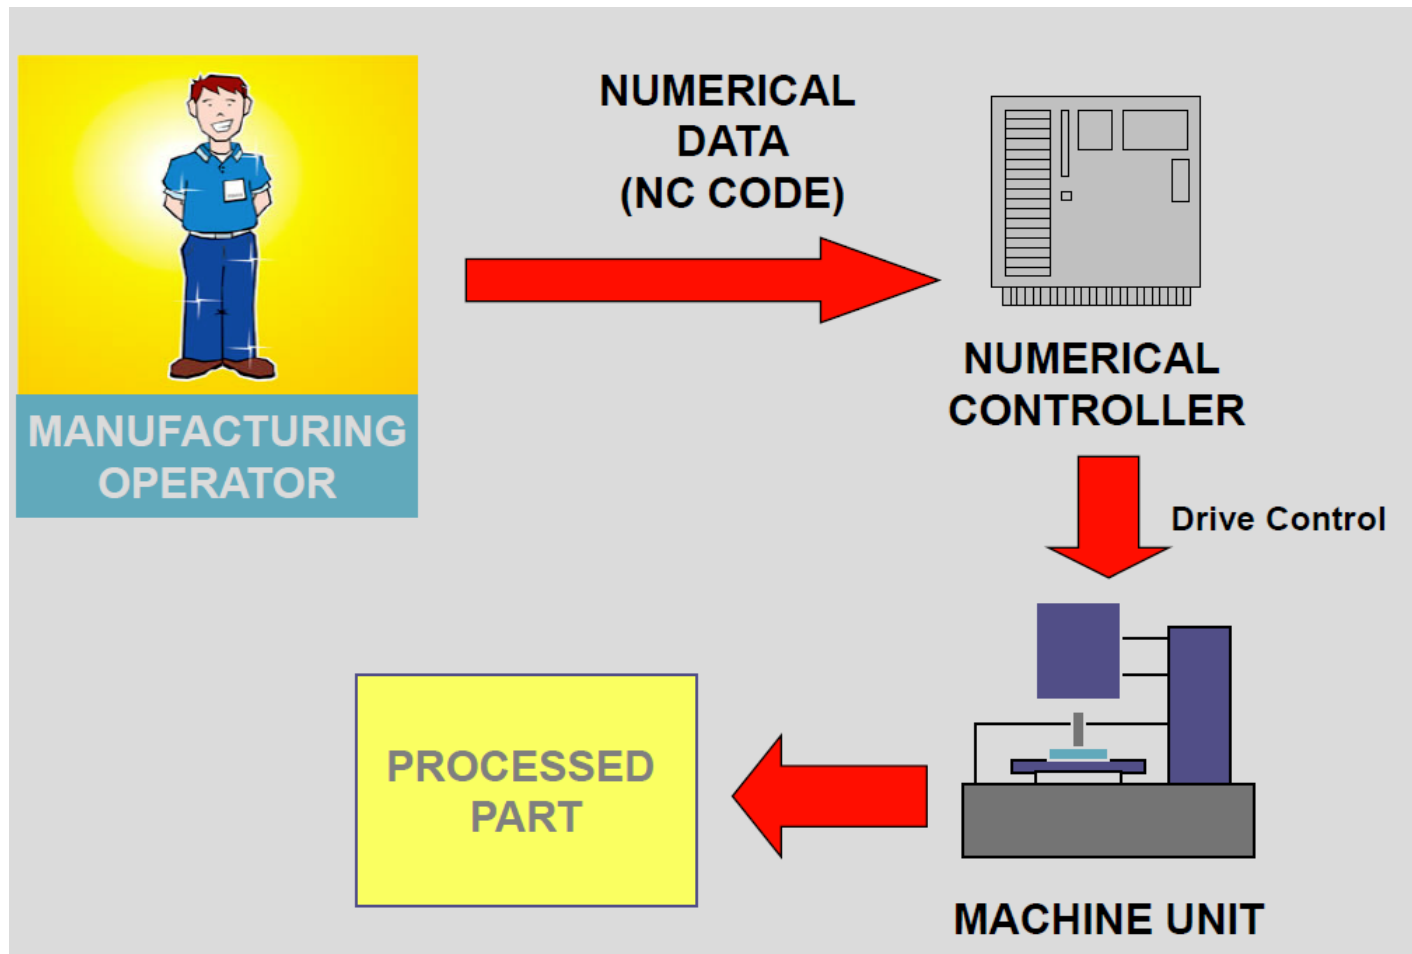 NUMERICAL
DATA
(NC CODE)
MANUFACTURING
OPERATOR
NUMERICAL
CONTROLLER
Drive Control
PROCESSED
PART
MACHINE UNIT